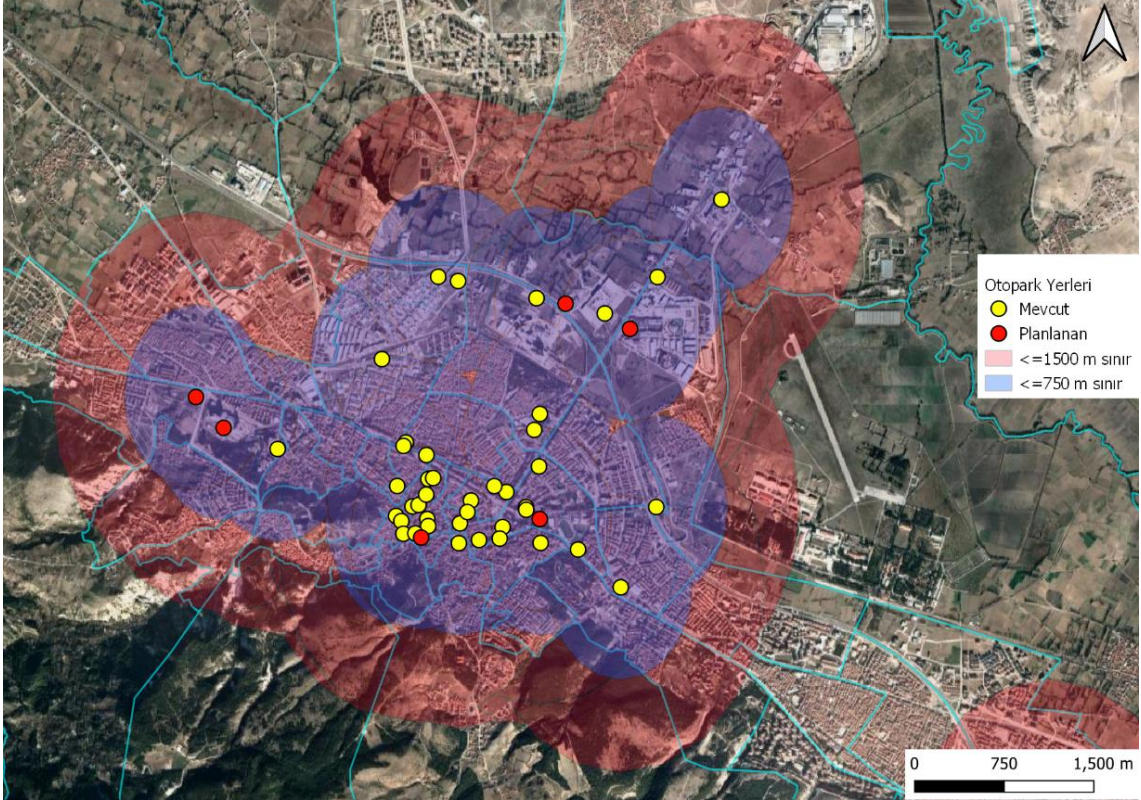 Otopark Yerleri
Mevcut
Planlanan
<=1500 m sınır
<=750 m sınır
0 750 1,500 m